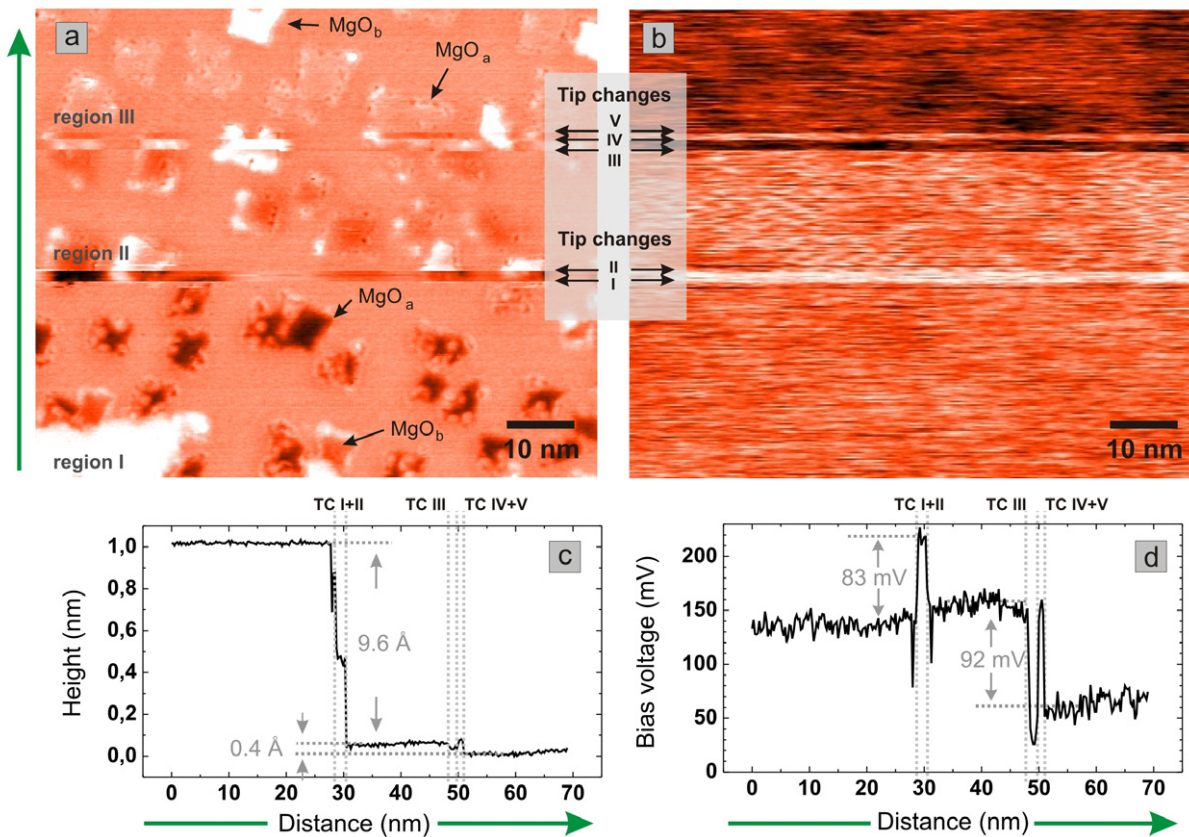 a
MgO b
MgO a
region III
region II
MgO a
MgO b
region I
10 nm
b
Tip changes
V
IV
III
Tip changes
II
I
10 nm
TC I+II TC III TC IV+V
c
1,0
0.8
0.6
0.4
0,2
0,0
Height (nm)
9.6 Å
0.4 Å
0 10 20 30 40 50 60 70
Distance (nm)
TC I+II TC III TC IV+V
d
200
150
100
50
0
Bias voltage (mV)
83 mV
92 mV
0 10 20 30 40 50 60 70
Distance (nm)